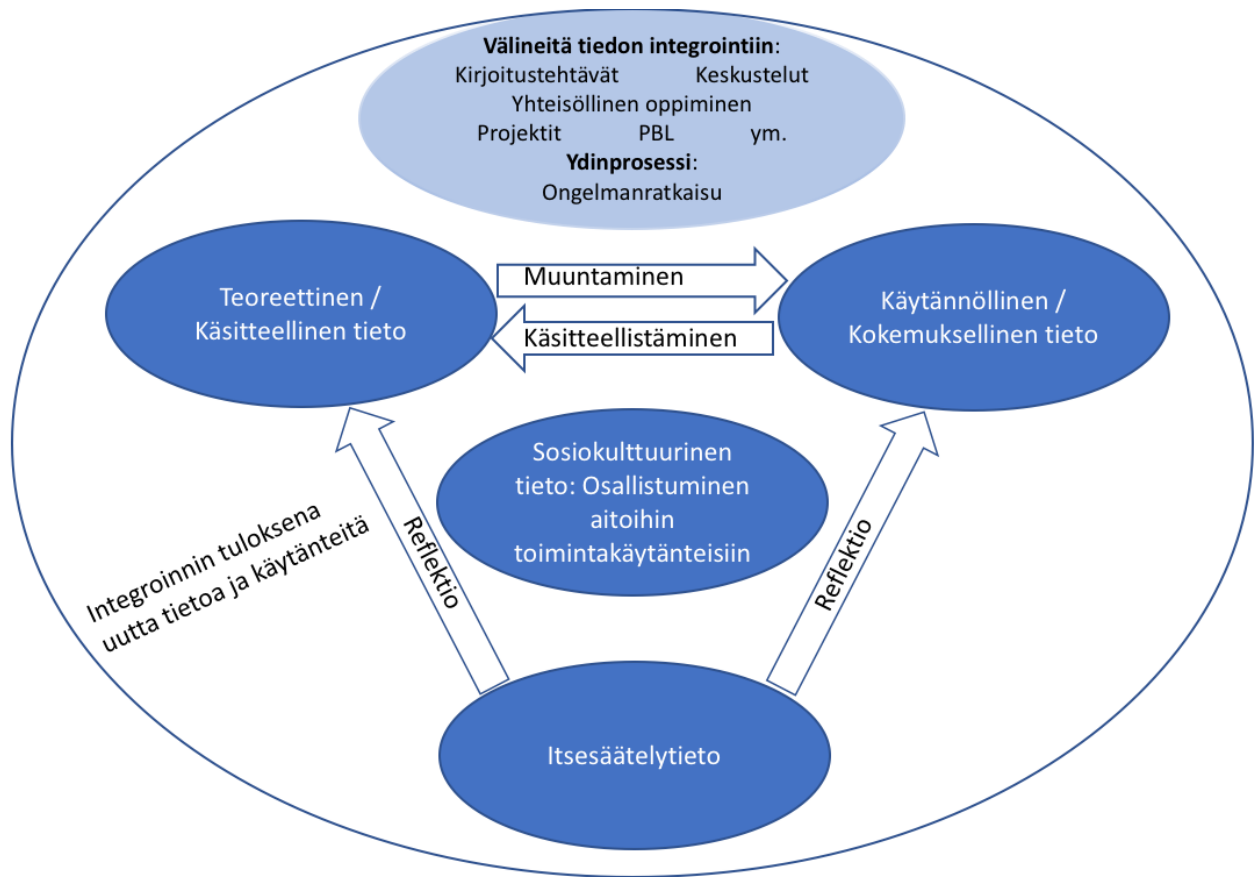 Välineitä tiedon integrointiin:
Kirjoitustehtävät Keskustelut
Yhteisöllinen oppiminen
Projektit PBL ym.
Ydinprosessi:
Ongelmanratkaisu
Teoreettinen /
Käsitteellinen tieto
Muuntaminen
Käsitteellistäminen
Käytännöllinen /
Kokemuksellinen tieto
Sosiokulttuurinen
tieto: Osallistuminen
aitoihin
toimintakäytänteisiin
Integroinnin tuloksena
uutta tietoa ja käytänteitä
Reflektio
Reflektio
Itsesäätelytieto